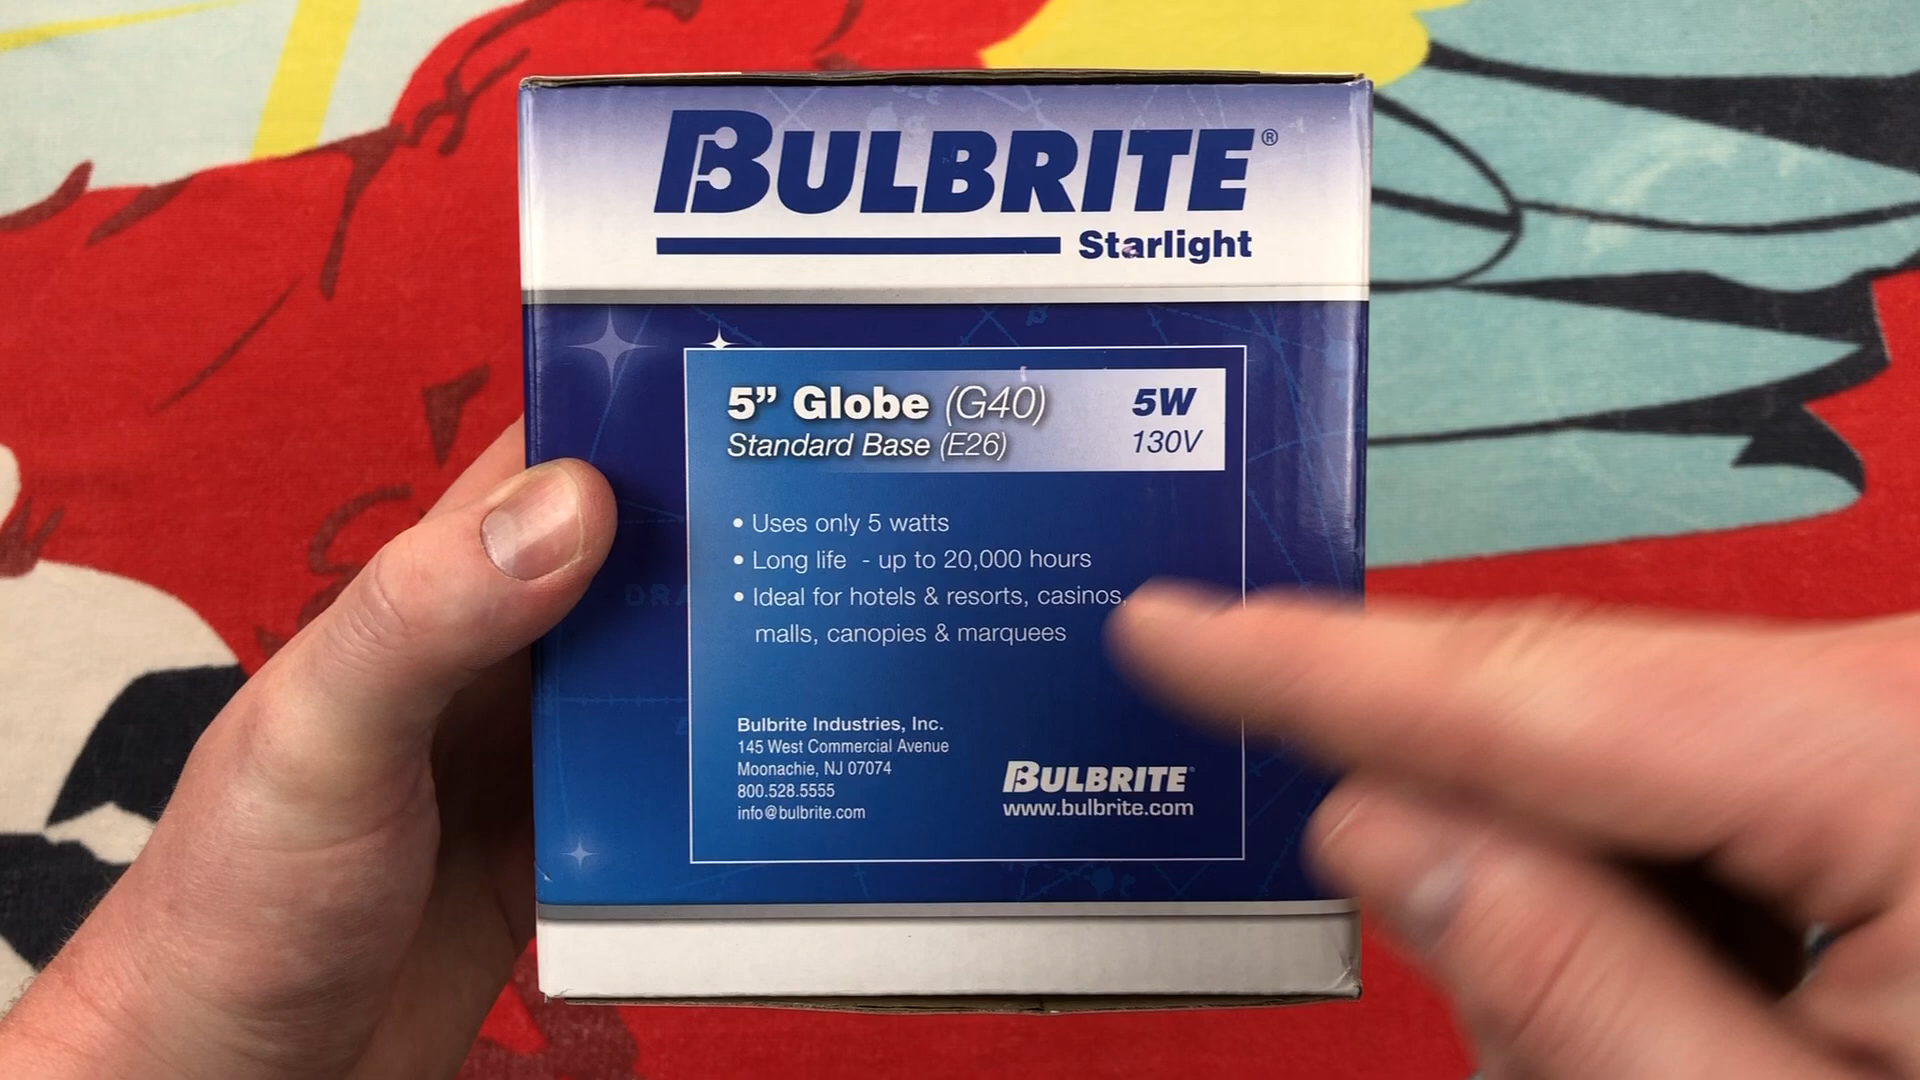 BULBRITE®
Starlight
5” Globe (G40) 5W
Standard Base (E26) 130V
• Uses only 5 watts
• Long life - up to 20,000 hours
• Ideal for hotels & resorts, casinos,
malls, canopies & marquees
Bulbrite Industries, Inc.
145 West Commercial Avenue
Moonachie, NJ 07074
800.528.5555
info@bulbrite.com
BULBRITE®
www.bulbrite.com